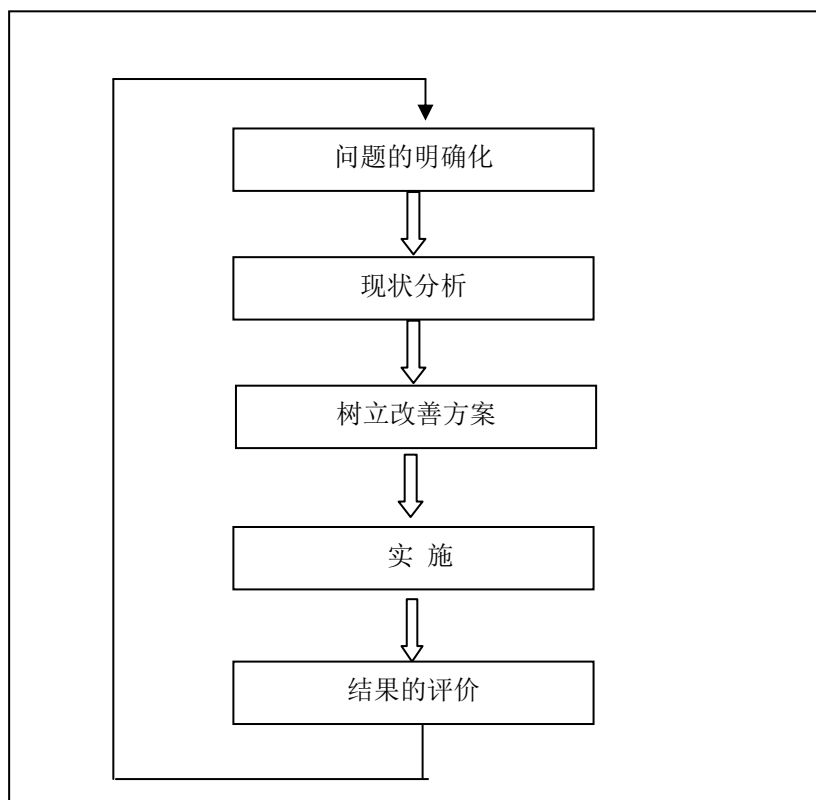 问题的明确化
现状分析
树立改善方案
实 施
结果的评价